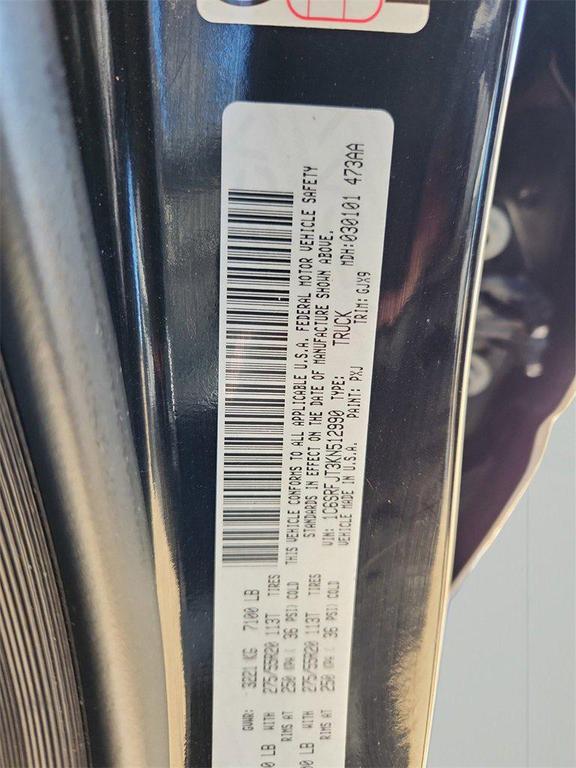 GVWR: 3221 KG 7100 LB
LB WITH 275/55R20 113T TIRES
RIMS AT 250 KPA ( 36 PSI) COLD
00 LB WITH 275/55R20 113T TIRES
RIMS AT 250 KPA ( 36 PSI) COLD
THIS VEHICLE CONFORMS TO ALL APPLICABLE U.S.A. FEDERAL MOTOR VEHICLE SAFETY
STANDARDS IN EFFECT ON THE DATE OF MANUFACTURE SHOWN ABOVE.
VIN: 1C6SRFJT3KN512990 TYPE: TRUCK MDH:030101 473AA
VEHICLE MADE IN U.S.A. PAINT: PXJ TRIM: GJX9